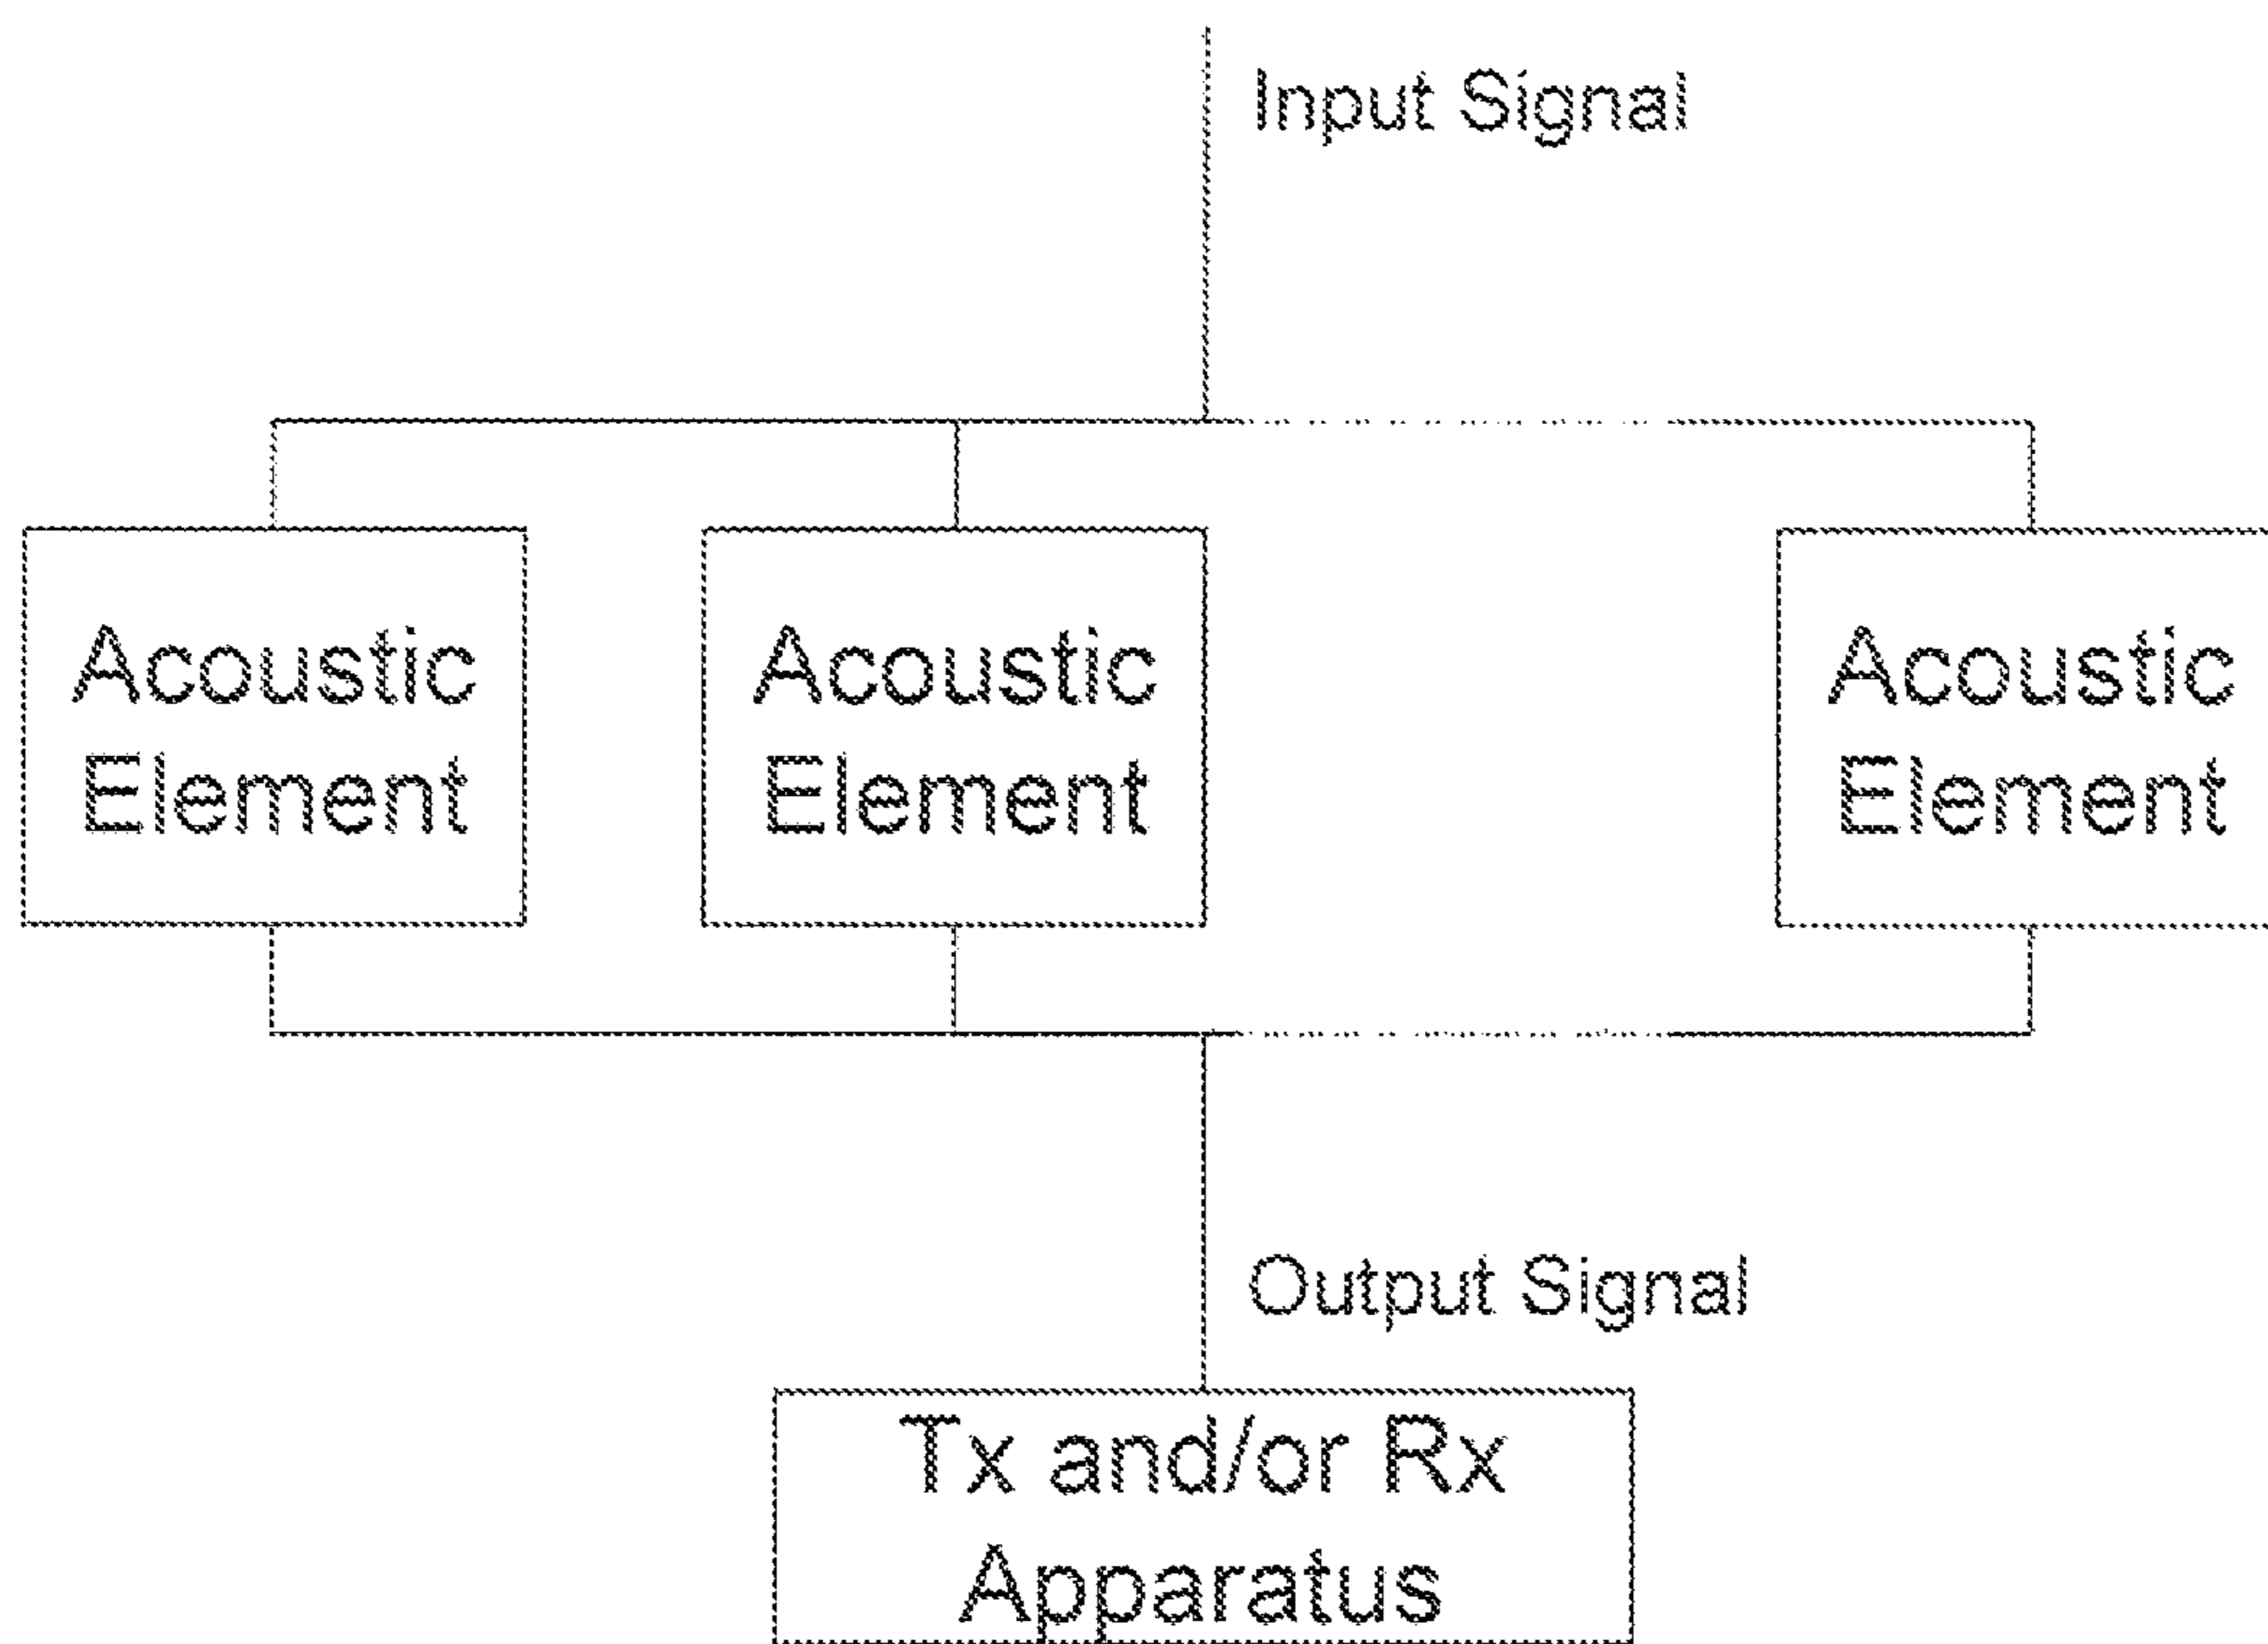 Input Signal
Acoustic
Element
Acoustic
Element
Acoustic
Element
Output Signal
Tx and/or Rx
Apparatus